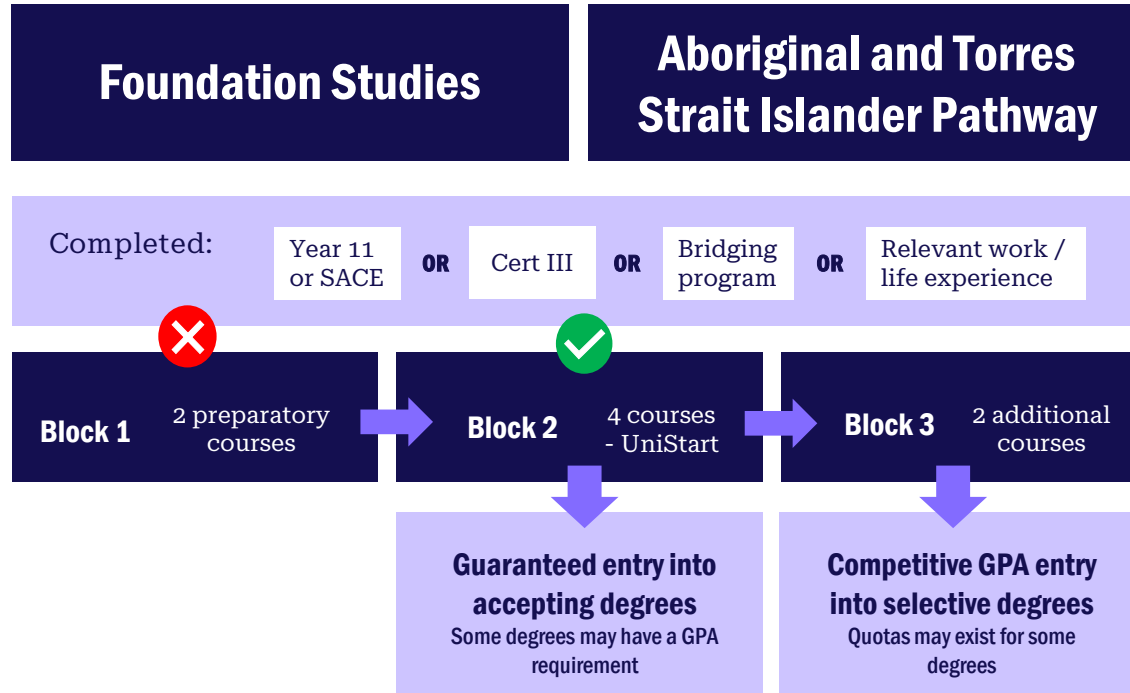 Foundation Studies
Aboriginal and Torres
Strait Islander Pathway
Completed:
Year 11
or SACE
OR
Cert III
OR
Bridging
program
OR
Relevant work /
life experience
Block 1
2 preparatory
courses
Block 2
4 courses
- UniStart
Block 3
2 additional
courses
Guaranteed entry into
accepting degrees
Some degrees may have a GPA
requirement
Competitive GPA entry
into selective degrees
Quotas may exist for some
degrees